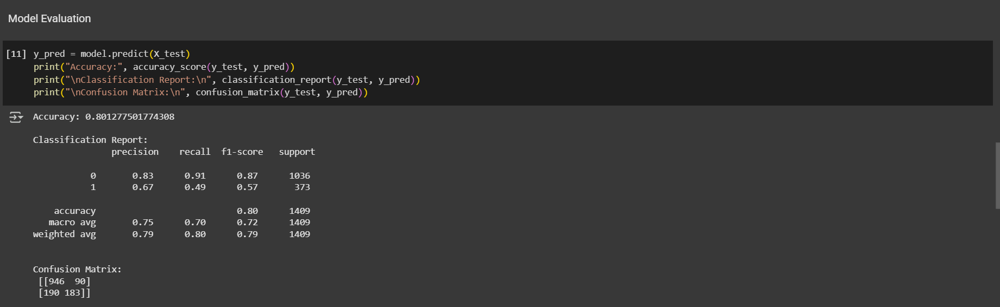 Model Evaluation
[11] y_pred = model.predict(X_test)
print("Accuracy:", accuracy_score(y_test, y_pred))
print("\nClassification Report:\n", classification_report(y_test, y_pred))
print("\nConfusion Matrix:\n", confusion_matrix(y_test, y_pred))
Accuracy: 0.801277501774308
Classification Report:
precision recall f1-score support
0 0.83 0.91 0.87 1036
1 0.67 0.49 0.57 373
accuracy 0.80 1409
macro avg 0.75 0.70 0.72 1409
weighted avg 0.79 0.80 0.79 1409
Confusion Matrix:
[[946 90]
[190 183]]